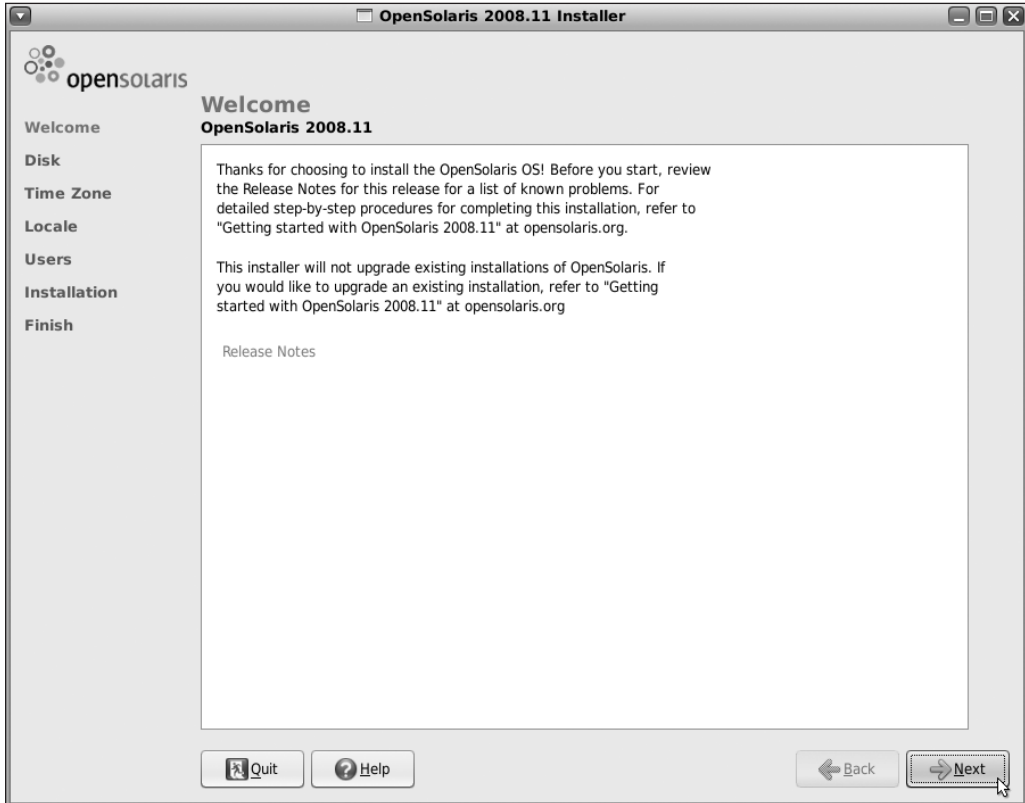 OpenSolaris 2008.11 Installer
opensolaris
Welcome
Disk
Time Zone
Locale
Users
Installation
Finish
Welcome
OpenSolaris 2008.11
Thanks for choosing to install the OpenSolaris OS! Before you start, review
the Release Notes for this release for a list of known problems. For
detailed step-by-step procedures for completing this installation, refer to
"Getting started with OpenSolaris 2008.11" at opensolaris.org.
This installer will not upgrade existing installations of OpenSolaris. If
you would like to upgrade an existing installation, refer to "Getting
started with OpenSolaris 2008.11" at opensolaris.org
Release Notes
Quit
Help
Back
Next